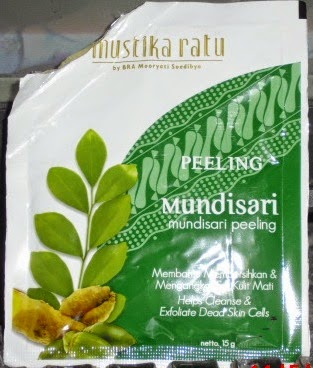 mustika ratu
by BRA Mooryati Soedibyo
PEELING
Mundisari
mundisari peeling
Membantu Membersihkan &
Mengangkat Kulit Mati
Helps Cleanse &
Exfoliate Dead Skin Cells
netto 15 g